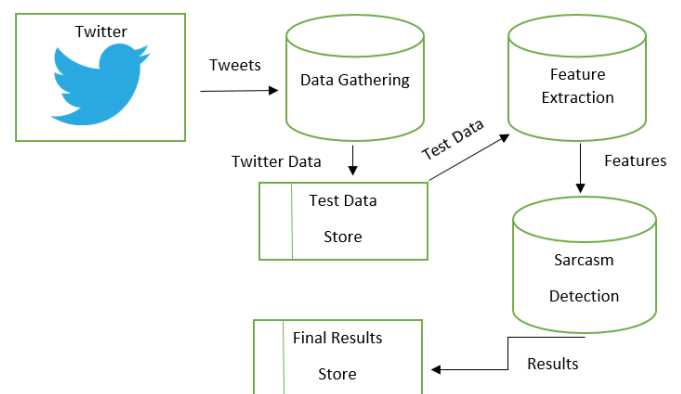 Twitter
Tweets
Data Gathering
Feature
Extraction
Twitter Data
Test Data
Test Data
Store
Features
Sarcasm
Detection
Final Results
Store
Results